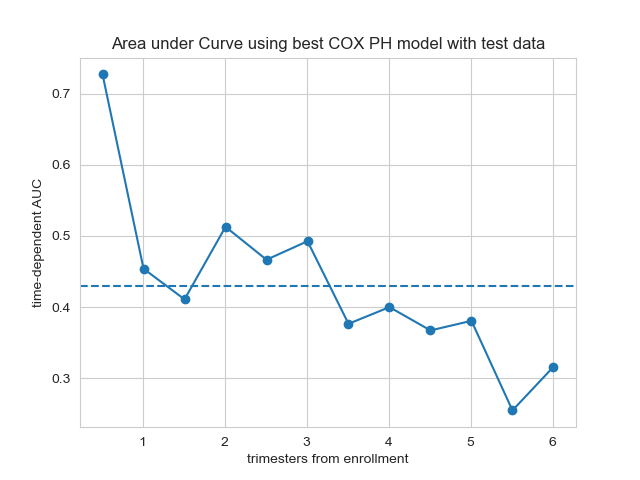 Area under Curve using best COX PH model with test data
time-dependent AUC
0.7
0.6
0.5
0.4
0.3
1 2 3 4 5 6
trimesters from enrollment